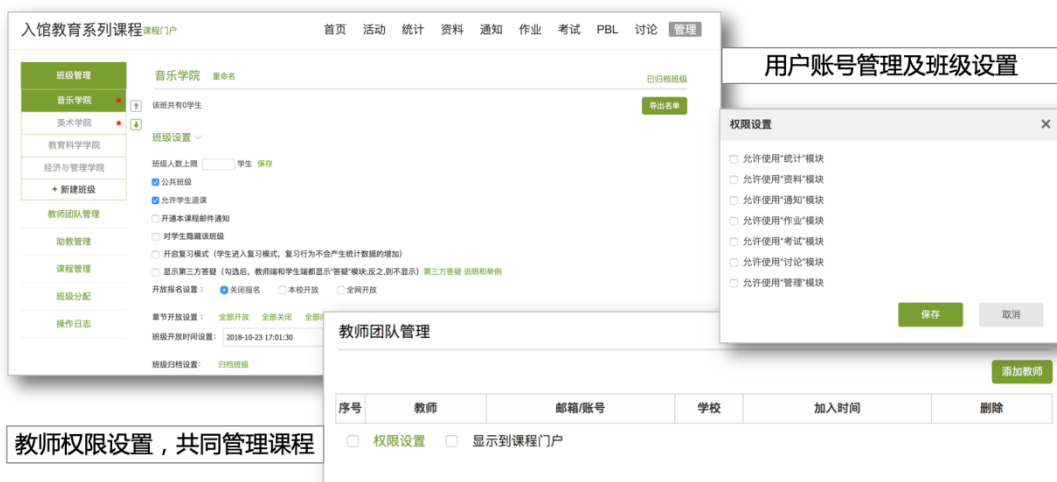 入馆教育系列课程 课程门户
首页 活动 统计 资料 通知 作业 考试 PBL 讨论 管理
班级管理
音乐学院
美术学院
教育科学学院
经济与管理学院
+ 新建班级
教师团队管理
助教管理
课程管理
班级分配
操作日志
音乐学院 重命名 已归档班级
该班共有0学生 导出名单
班级设置
班级人数上限 学生 保存
公共班级
允许学生退课
开通本课程邮件通知
对学生隐藏该班级
开启复习模式（学生进入复习模式，复习行为不会产生统计数据的增加）
显示第三方答疑（勾选后，教师端和学生端都显示"答疑"模块;反之,则不显示）第三方答疑 说明和举例
开放报名设置： 关闭报名 本校开放 全网开放
章节开放设置： 全部开放 全部关闭 全部
班级开放时间设置： 2018-10-23 17:01:30
班级归档设置： 归档班级
用户账号管理及班级设置
权限设置 ×
允许使用"统计"模块
允许使用"资料"模块
允许使用"通知"模块
允许使用"作业"模块
允许使用"考试"模块
允许使用"讨论"模块
允许使用"管理"模块
保存 取消
教师团队管理
添加教师
序号 教师 邮箱/账号 学校 加入时间 删除
权限设置 显示到课程门户
教师权限设置，共同管理课程